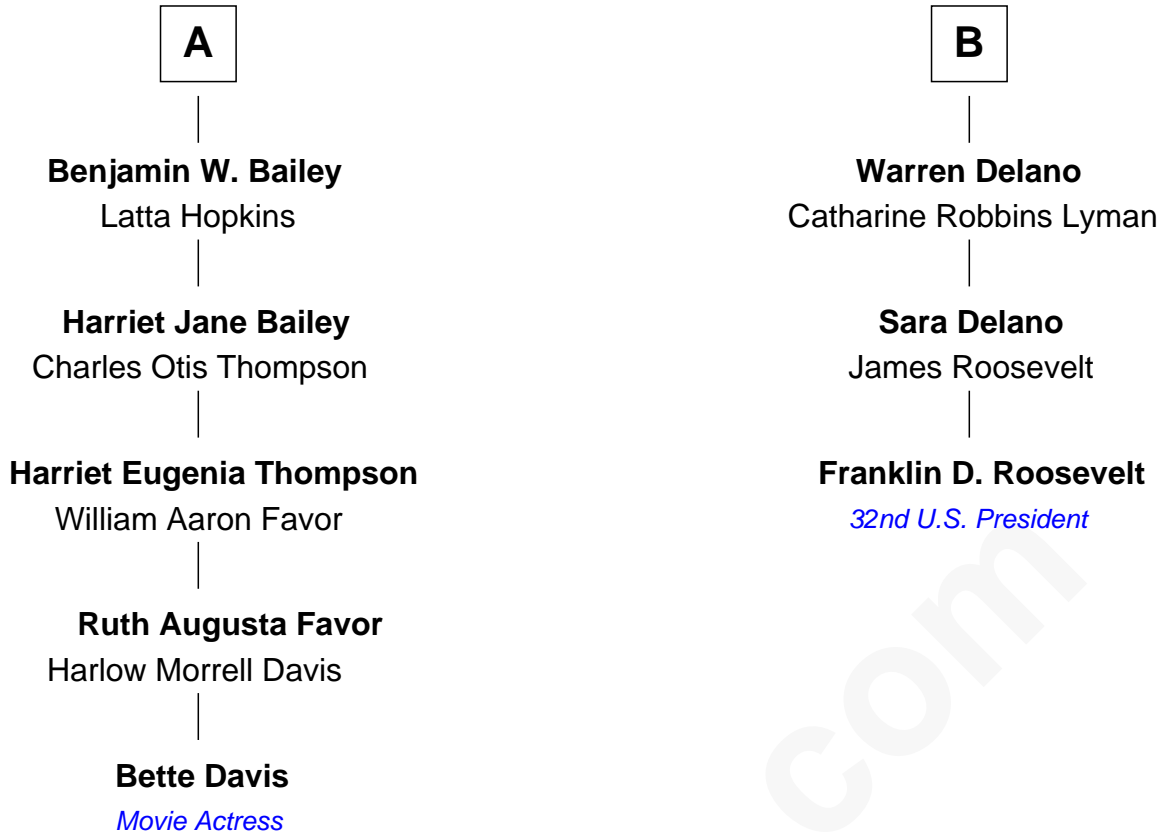 A
Benjamin W. Bailey
Latta Hopkins
Harriet Jane Bailey
Charles Otis Thompson
Harriet Eugenia Thompson
William Aaron Favor
Ruth Augusta Favor
Harlow Morrell Davis
Bette Davis
Movie Actress
B
Warren Delano
Catharine Robbins Lyman
Sara Delano
James Roosevelt
Franklin D. Roosevelt
32nd U.S. President
com